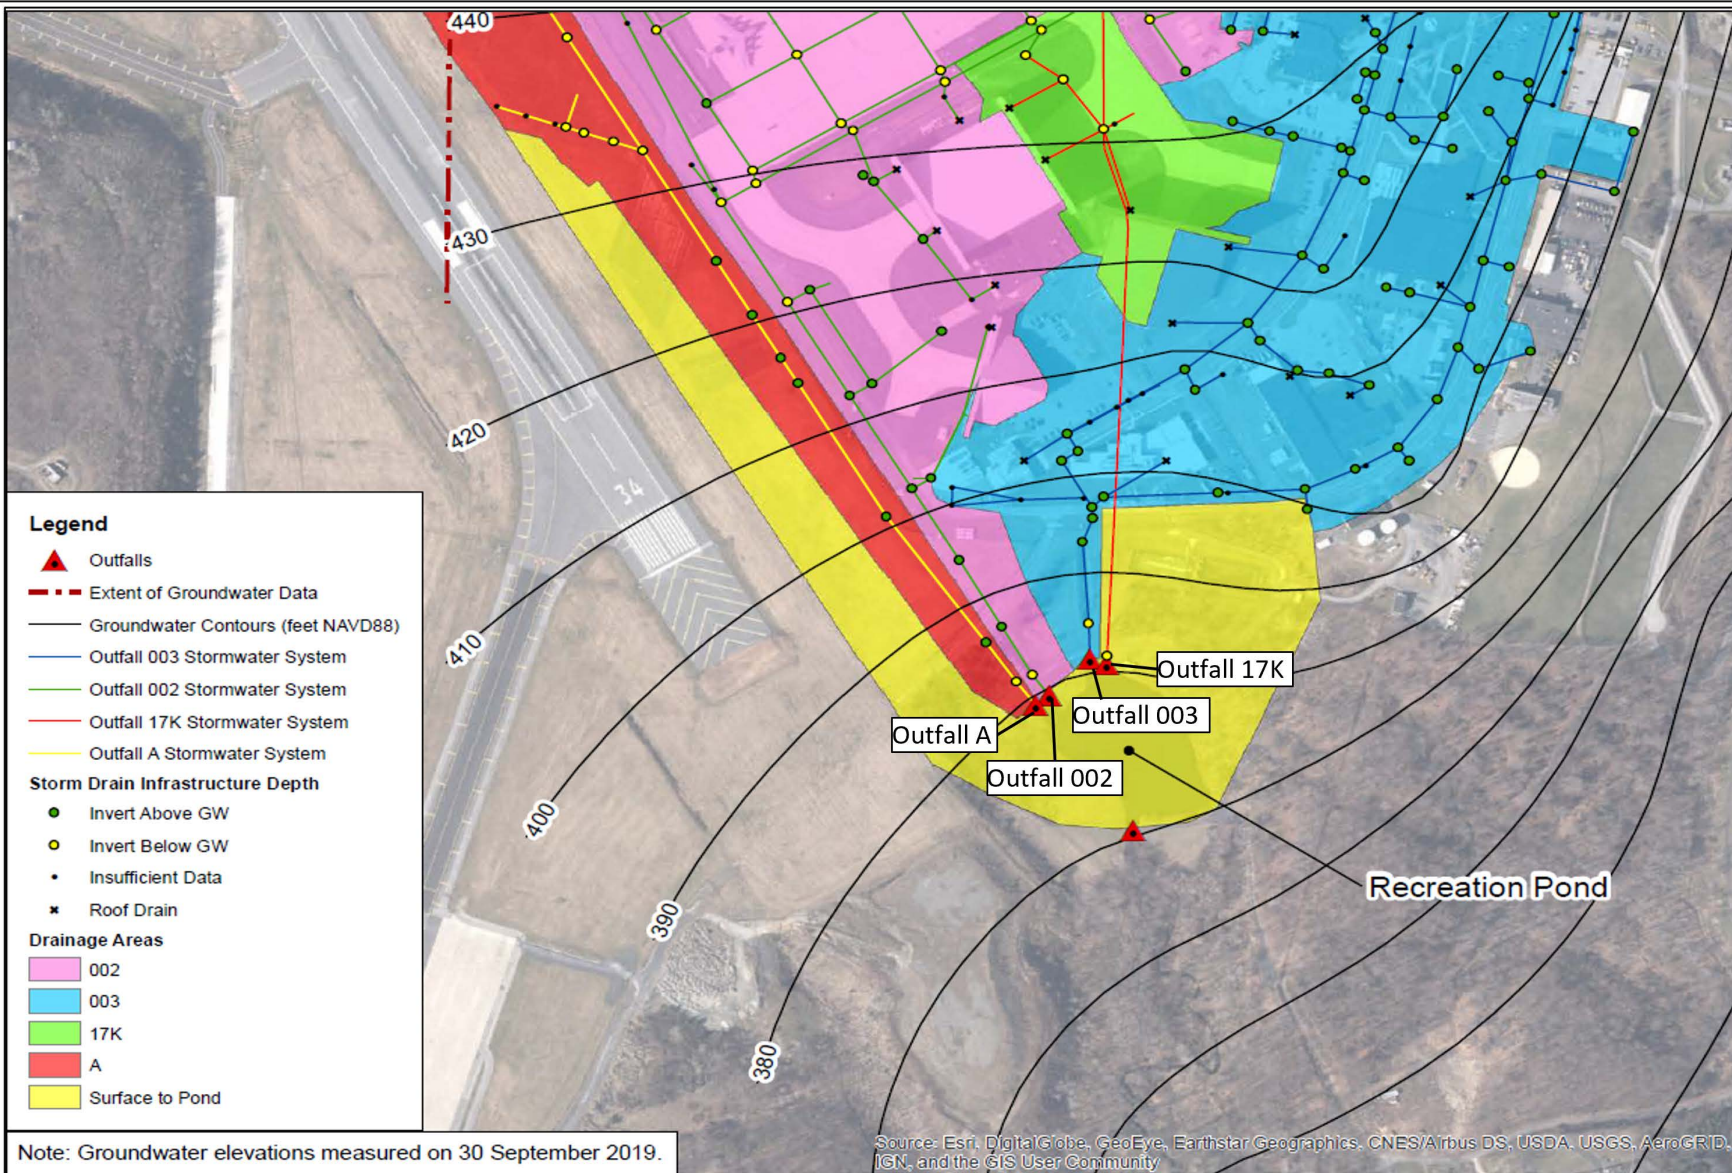 440
430
420
34
410
400
390
380
Legend
Outfalls
Extent of Groundwater Data
Groundwater Contours (feet NAVD88)
Outfall 003 Stormwater System
Outfall 002 Stormwater System
Outfall 17K Stormwater System
Outfall A Stormwater System
Storm Drain Infrastructure Depth
Invert Above GW
Invert Below GW
Insufficient Data
Roof Drain
Drainage Areas
002
003
17K
A
Surface to Pond
Outfall 17K
Outfall 003
Outfall A
Outfall 002
Recreation Pond
Note: Groundwater elevations measured on 30 September 2019.
Source: Esri, DigitalGlobe, GeoEye, Earthstar Geographics, CNES/Airbus DS, USDA, USGS, AeroGRID,
IGN, and the GIS User Community